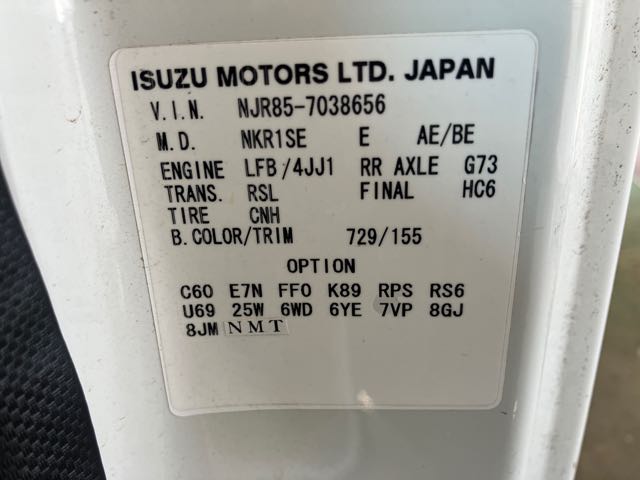 ISUZU MOTORS LTD. JAPAN
V.I.N. NJR85-7038656
M.D. NKR1SE E AE/BE
ENGINE LFB/4JJ1 RR AXLE G73
TRANS. RSL FINAL HC6
TIRE CNH
B.COLOR/TRIM 729/155
OPTION
C60 E7N FF0 K89 RPS RS6
U69 25W 6WD 6YE 7VP 8GJ
8JM NMT